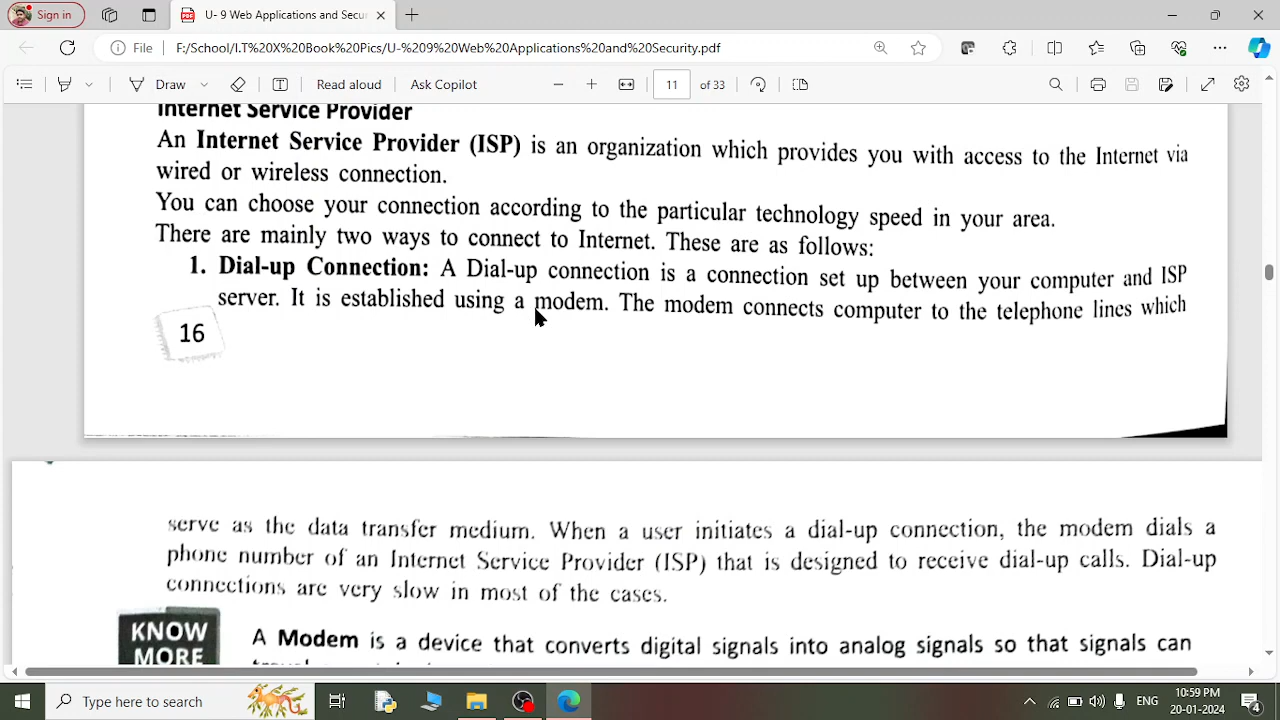 Sign in
U- 9 Web Applications and Secur
File
F:/School/I.T%20X%20Book%20Pics/U-%209%20Web%20Applications%20and%20Security.pdf
Draw
Read aloud
Ask Copilot
11
of 33
Internet Service Provider
An Internet Service Provider (ISP) is an organization which provides you with access to the Internet via
wired or wireless connection.
You can choose your connection according to the particular technology speed in your area.
There are mainly two ways to connect to Internet. These are as follows:
1. Dial-up Connection: A Dial-up connection is a connection set up between your computer and ISP
server. It is established using a modem. The modem connects computer to the telephone lines which
16
serve as the data transfer medium. When a user initiates a dial-up connection, the modem dials a
phone number of an Internet Service Provider (ISP) that is designed to receive dial-up calls. Dial-up
connections are very slow in most of the cases.
KNOW
MORE
A Modem is a device that converts digital signals into analog signals so that signals can
Type here to search
ENG
10:59 PM
20-01-2024
4